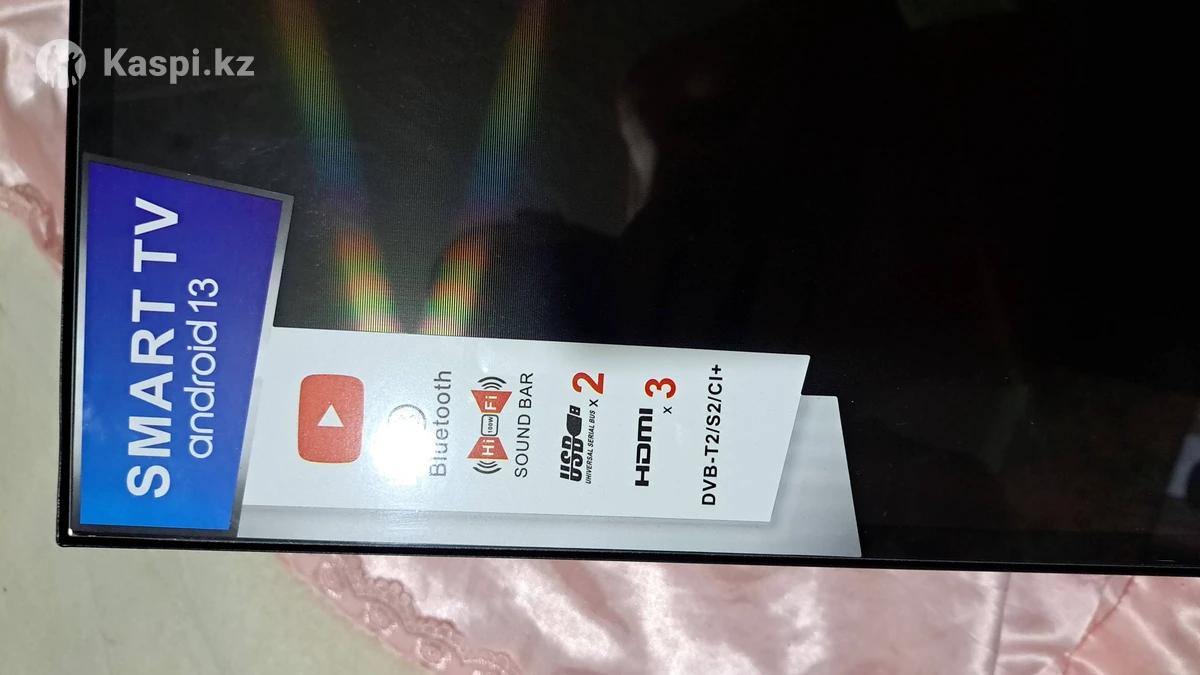 Kaspi.kz
SMART TV
android 13
Bluetooth
Hi 100W Fi
SOUND BAR
USB
UNIVERSAL SERIAL BUS x 2
HDMI x 3
DVB-T2/S2/CI+